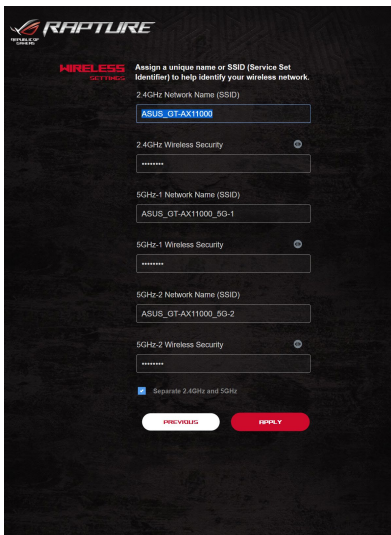 RAPTURE
REPUBLIC OF
GAMERS
WIRELESS
SETTINGS
Assign a unique name or SSID (Service Set
Identifier) to help identify your wireless network.
2.4GHz Network Name (SSID)
ASUS_GT-AX11000
2.4GHz Wireless Security
••••••••
5GHz-1 Network Name (SSID)
ASUS_GT-AX11000_5G-1
5GHz-1 Wireless Security
••••••••
5GHz-2 Network Name (SSID)
ASUS_GT-AX11000_5G-2
5GHz-2 Wireless Security
••••••••
Separate 2.4GHz and 5GHz
PREVIOUS
APPLY